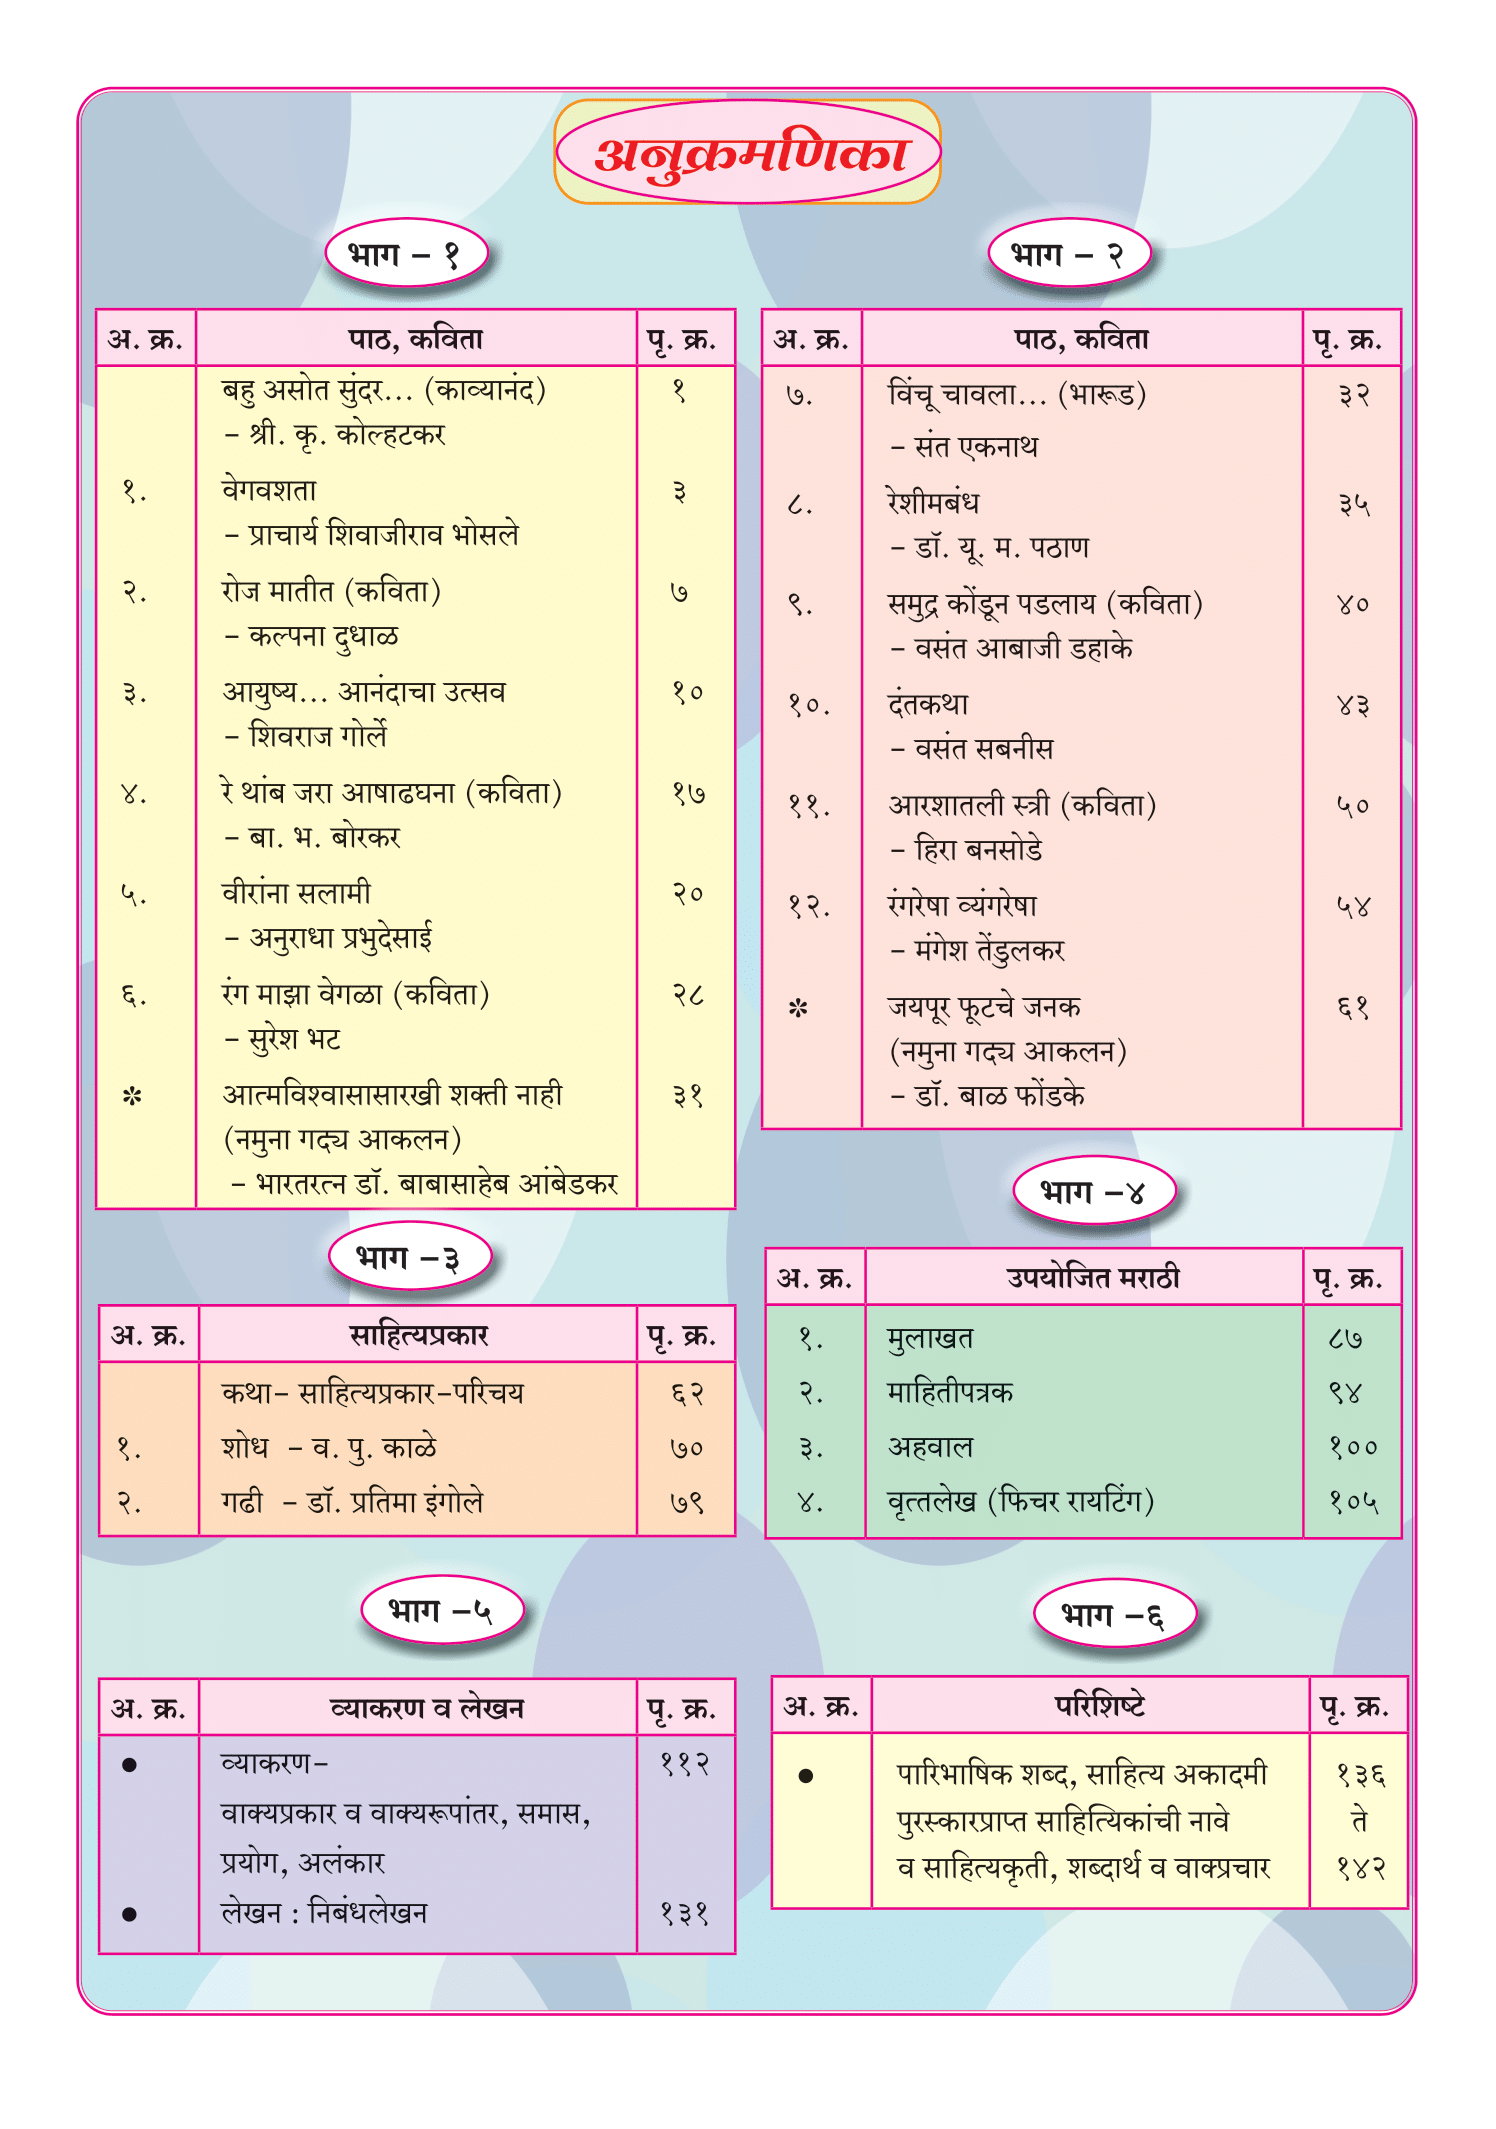 अनुक्रमणिका
भाग – १
अ. क्र. पाठ, कविता पृ. क्र.
बहु असोत सुंदर... (काव्यानंद) १
– श्री. कृ. कोल्हटकर
१. वेगवशता ३
– प्राचार्य शिवाजीराव भोसले
२. रोज मातीत (कविता) ७
– कल्पना दुधाळ
३. आयुष्य... आनंदाचा उत्सव १०
– शिवराज गोर्ले
४. रे थांब जरा आषाढघना (कविता) १७
– बा. भ. बोरकर
५. वीरांना सलामी २०
– अनुराधा प्रभुदेसाई
६. रंग माझा वेगळा (कविता) २८
– सुरेश भट
✽ आत्मविश्वासासारखी शक्ती नाही ३१
(नमुना गद्य आकलन)
– भारतरत्न डॉ. बाबासाहेब आंबेडकर
भाग – २
अ. क्र. पाठ, कविता पृ. क्र.
७. विंचू चावला... (भारूड) ३२
– संत एकनाथ
८. रेशीमबंध ३५
– डॉ. यू. म. पठाण
९. समुद्र कोंडून पडलाय (कविता) ४०
– वसंत आबाजी डहाके
१०. दंतकथा ४३
– वसंत सबनीस
११. आरशातली स्त्री (कविता) ५०
– हिरा बनसोडे
१२. रंगरेषा व्यंगरेषा ५४
– मंगेश तेंडुलकर
✽ जयपूर फूटचे जनक ६१
(नमुना गद्य आकलन)
– डॉ. बाळ फोंडके
भाग –३
अ. क्र. साहित्यप्रकार पृ. क्र.
कथा– साहित्यप्रकार–परिचय ६२
१. शोध – व. पु. काळे ७०
२. गढी – डॉ. प्रतिमा इंगोले ७९
भाग –४
अ. क्र. उपयोजित मराठी पृ. क्र.
१. मुलाखत ८७
२. माहितीपत्रक ९४
३. अहवाल १००
४. वृत्तलेख (फिचर रायटिंग) १०५
भाग –५
अ. क्र. व्याकरण व लेखन पृ. क्र.
● व्याकरण– ११२
वाक्यप्रकार व वाक्यरूपांतर, समास,
प्रयोग, अलंकार
● लेखन : निबंधलेखन १३१
भाग –६
अ. क्र. परिशिष्टे पृ. क्र.
● पारिभाषिक शब्द, साहित्य अकादमी १३६
पुरस्कारप्राप्त साहित्यिकांची नावे ते
व साहित्यकृती, शब्दार्थ व वाक्प्रचार १४२